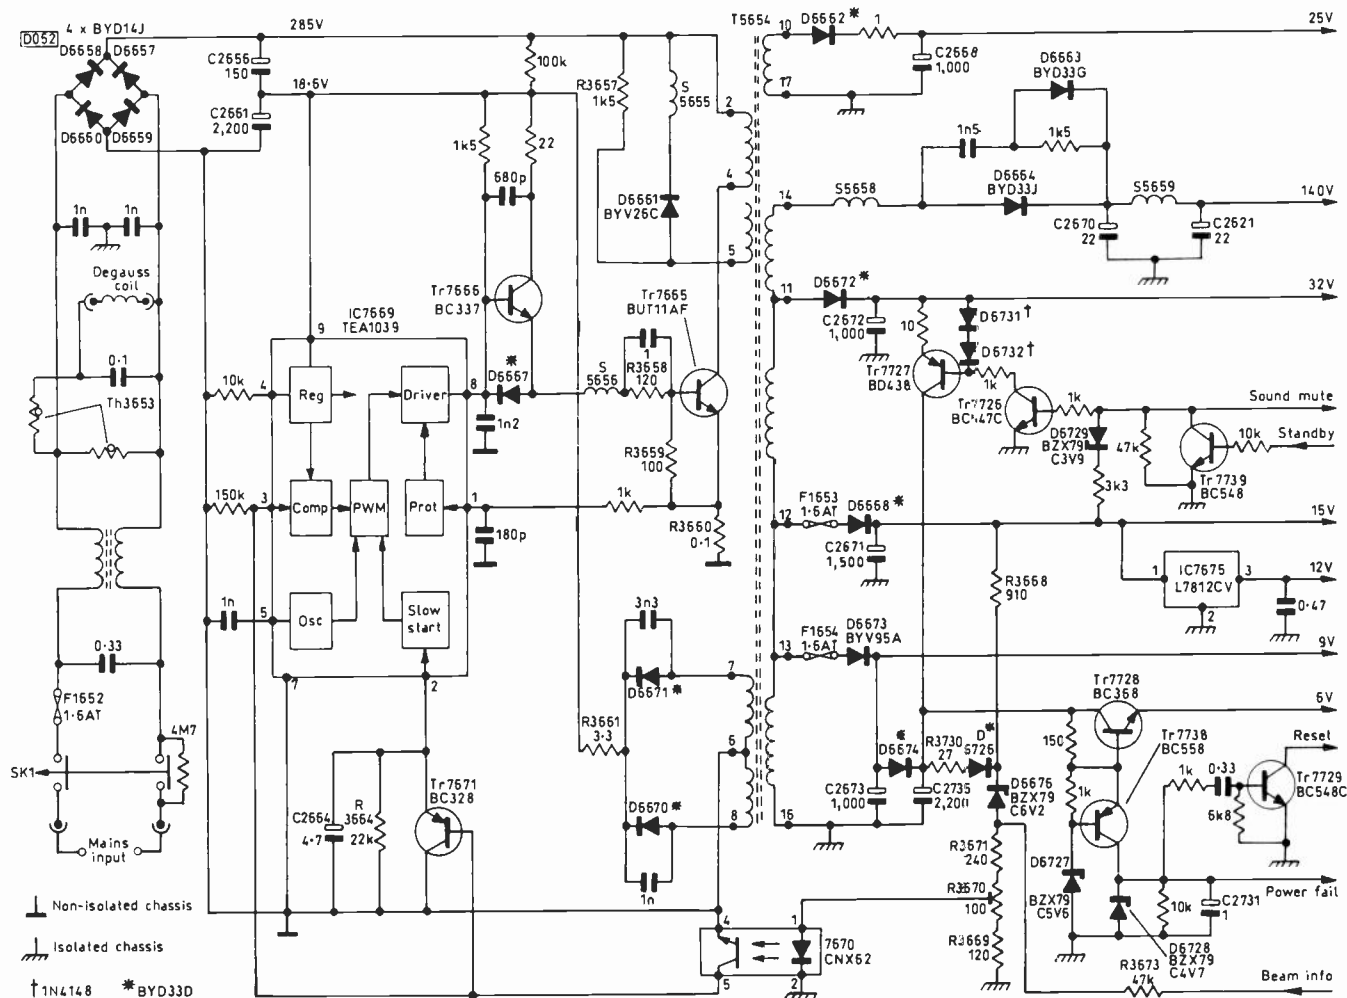 4 x BYD14J
D052
D6658 D6657
D6660 D6659
285V
C2656
150
18·6V
C2661
2,200
100k
1k5
22
680p
R3657
1k5
S
5655
D6661
BYV26C
T5654
10
17
2
4
5
D6662*
1
C2668
1,000
25V
D6663
BYD33G
1n5
1k5
14
S5658
D6664
BYD33J
S5659
140V
C2670
22
C2621
22
1n
1n
Degauss
coil
0·1
Th3653
IC7669
TEA1039
9
10k
4
Reg
Driver
8
Tr7666
BC337
*
D6667
1n2
S
5656
1
R3658
120
Tr7665
BUT11AF
R3659
100
150k
3
Comp
PWM
Prot
1
180p
1k
R3660
0·1
1n
5
Osc
Slow
start
7
2
11
D6672*
C2672
1,000
10
D6731†
D6732†
32V
Tr7727
BD438
1k
Tr7726
BC547C
1k
Sound mute
D6729
BZX79
C3V9
47k
3k3
10k
Standby
Tr7739
BC548
12
F1653
1·6AT
D6668*
C2671
1,500
15V
R3668
910
1
IC7675
L7812CV
3
2
12V
0·47
13
F1654
1·6AT
D6673
BYV95A
9V
0·33
F1652
1·6AT
SK1
4M7
Mains
input
3n3
D6671*
7
R3661
3·3
6
D6670*
8
1n
Tr7671
BC328
C2664
4·7
R
3664
22k
*
D6674
R3730
27
D*
6726
C2673
1,000
C2735
2,200
16
D6676
BZX79
C6V2
R3671
240
R3670
100
R3669
120
Tr7728
BC368
6V
150
1k
Tr7738
BC558
1k
0·33
6k8
Reset
Tr7729
BC548C
D6727
BZX79
C5V6
10k
C2731
1
Power fail
D6728
BZX79
C4V7
4
1
7670
CNX62
5
2
R3673
47k
Beam info
Non-isolated chassis
Isolated chassis
†1N4148 *BYD33D